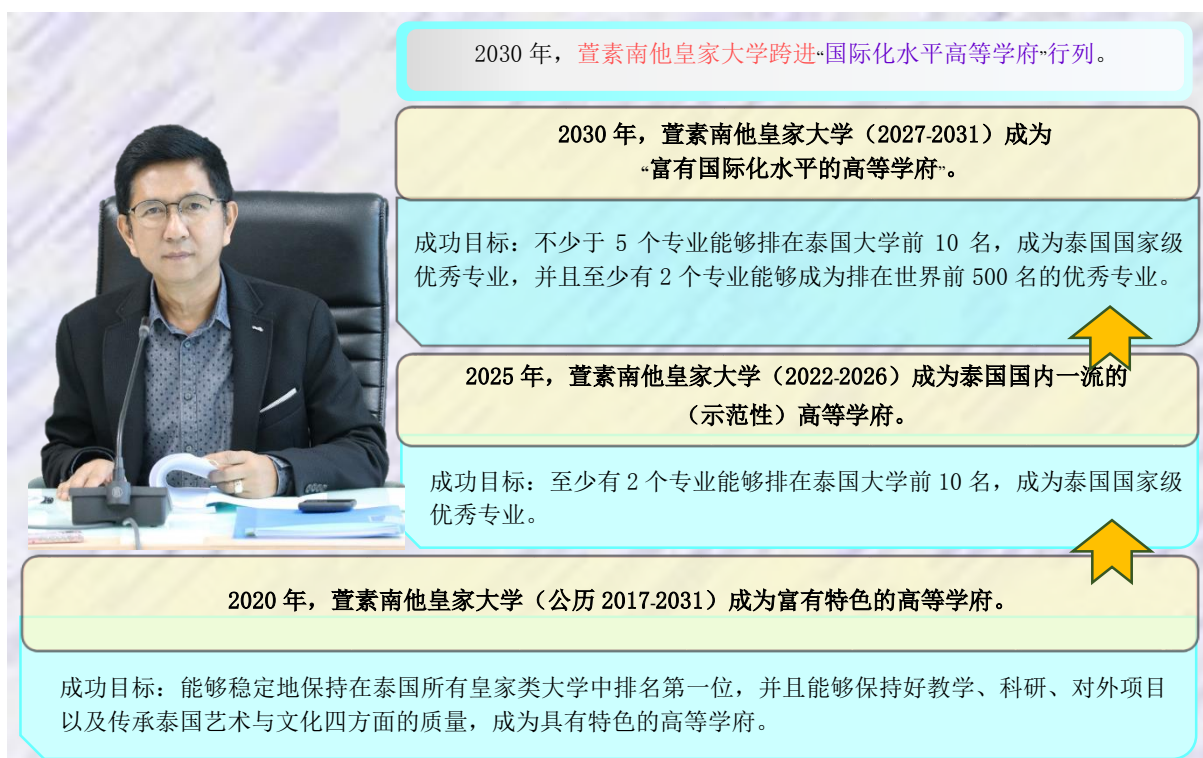 2030 年，萱素南他皇家大学跨进“国际化水平高等学府”行列。
2030 年，萱素南他皇家大学（2027-2031）成为
“富有国际化水平的高等学府”。
成功目标：不少于 5 个专业能够排在泰国大学前 10 名，成为泰国国家级
优秀专业，并且至少有 2 个专业能够成为排在世界前 500 名的优秀专业。
2025 年，萱素南他皇家大学（2022-2026）成为泰国国内一流的
（示范性）高等学府。
成功目标：至少有 2 个专业能够排在泰国大学前 10 名，成为泰国国家级
优秀专业。
2020 年，萱素南他皇家大学（公历 2017-2031）成为富有特色的高等学府。
成功目标：能够稳定地保持在泰国所有皇家类大学中排名第一位，并且能够保持好教学、科研、对外项目
以及传承泰国艺术与文化四方面的质量，成为具有特色的高等学府。